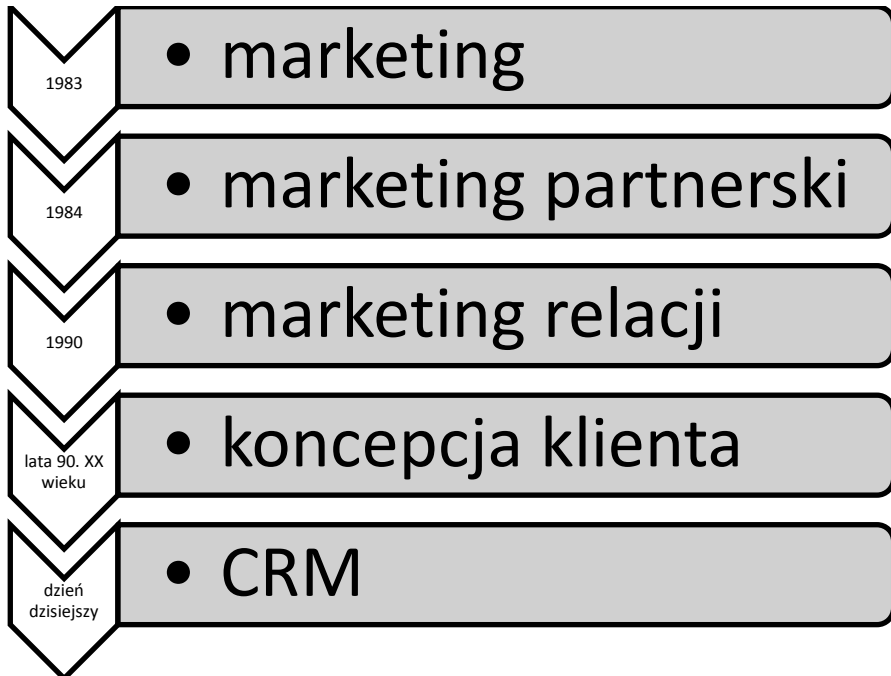 1983
• marketing
1984
• marketing partnerski
1990
• marketing relacji
lata 90. XX
wieku
• koncepcja klienta
dzień
dzisiejszy
• CRM